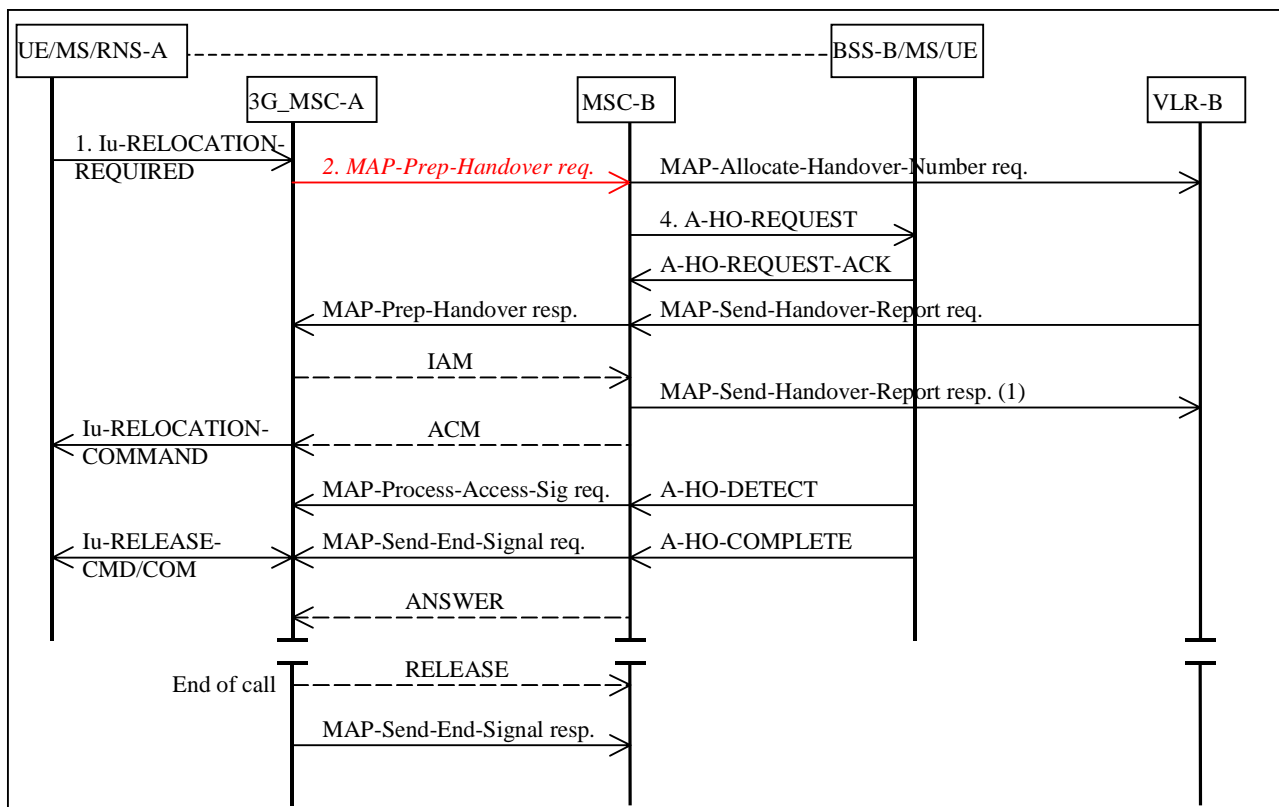 UE/MS/RNS-A
BSS-B/MS/UE
3G_MSC-A
MSC-B
VLR-B
1. Iu-RELOCATION-
REQUIRED
2. MAP-Prep-Handover req.
MAP-Allocate-Handover-Number req.
4. A-HO-REQUEST
A-HO-REQUEST-ACK
MAP-Prep-Handover resp.
MAP-Send-Handover-Report req.
IAM
MAP-Send-Handover-Report resp. (1)
Iu-RELOCATION-
COMMAND
ACM
MAP-Process-Access-Sig req.
A-HO-DETECT
Iu-RELEASE-
CMD/COM
MAP-Send-End-Signal req.
A-HO-COMPLETE
ANSWER
RELEASE
End of call
MAP-Send-End-Signal resp.